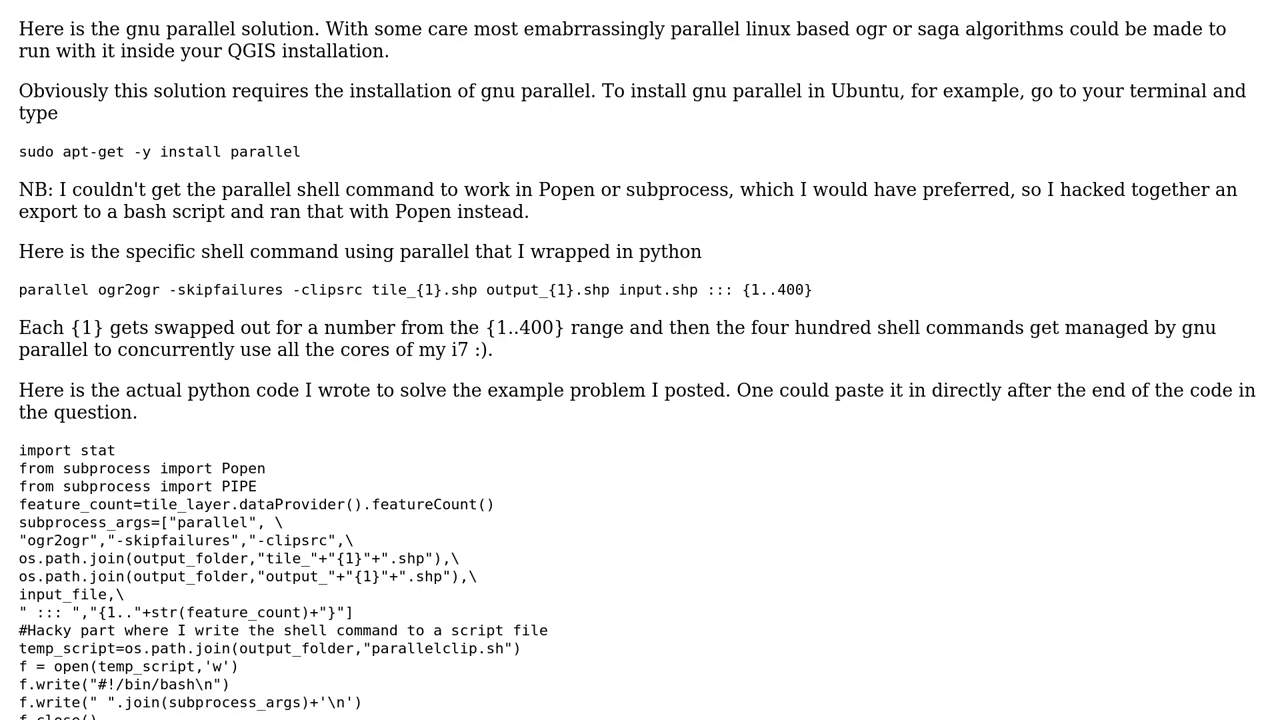 Here is the gnu parallel solution. With some care most emabrrassingly parallel linux based ogr or saga algorithms could be made to
run with it inside your QGIS installation.
Obviously this solution requires the installation of gnu parallel. To install gnu parallel in Ubuntu, for example, go to your terminal and
type
sudo apt-get -y install parallel
NB: I couldn't get the parallel shell command to work in Popen or subprocess, which I would have preferred, so I hacked together an
export to a bash script and ran that with Popen instead.
Here is the specific shell command using parallel that I wrapped in python
parallel ogr2ogr -skipfailures -clipsrc tile_{1}.shp output_{1}.shp input.shp ::: {1..400}
Each {1} gets swapped out for a number from the {1..400} range and then the four hundred shell commands get managed by gnu
parallel to concurrently use all the cores of my i7 :).
Here is the actual python code I wrote to solve the example problem I posted. One could paste it in directly after the end of the code in
the question.
import stat
from subprocess import Popen
from subprocess import PIPE
feature_count=tile_layer.dataProvider().featureCount()
subprocess_args=["parallel", \
"ogr2ogr","-skipfailures","-clipsrc",\
os.path.join(output_folder,"tile_"+"{1}"+".shp"),\
os.path.join(output_folder,"output_"+"{1}"+".shp"),\
input_file,\
" ::: ","{1.."+str(feature_count)+"}"]
#Hacky part where I write the shell command to a script file
temp_script=os.path.join(output_folder,"parallelclip.sh")
f = open(temp_script,'w')
f.write("#!/bin/bash\n")
f.write(" ".join(subprocess_args)+'\n')
f.close()